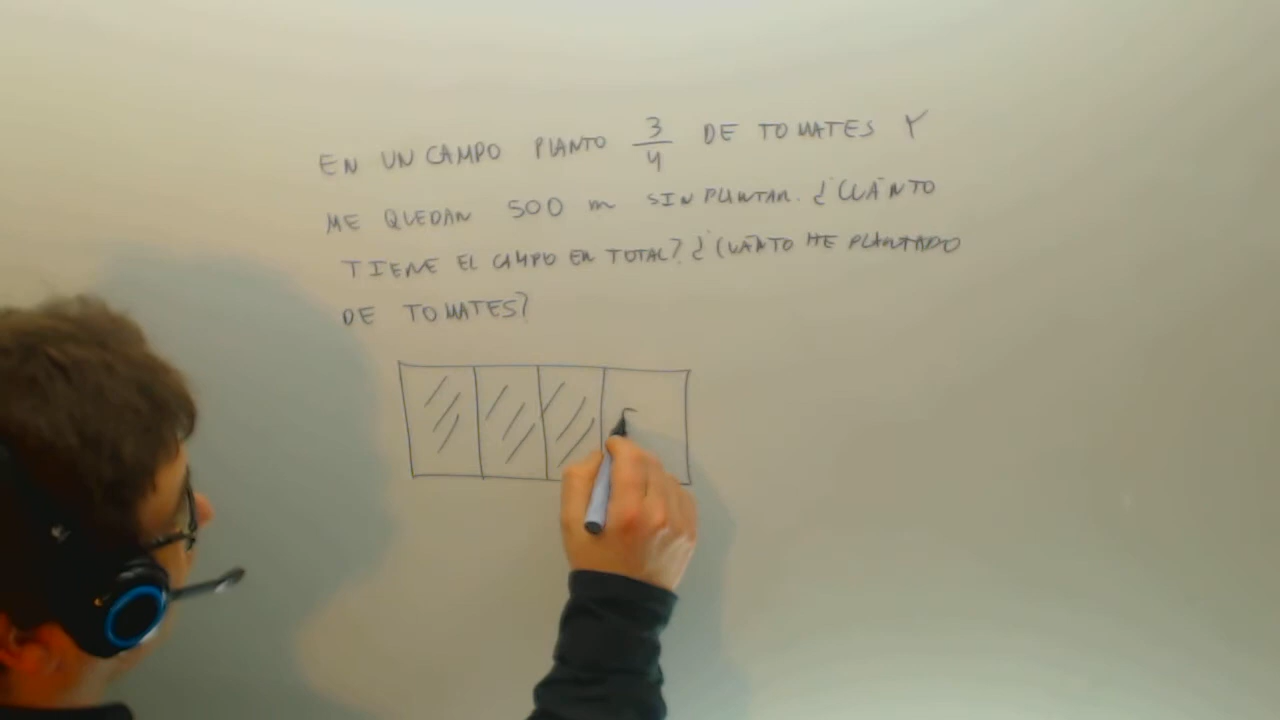 EN UN CAMPO PLANTO 3/4 DE TOMATES Y
ME QUEDAN 500 m SIN PLANTAR. ¿CUÁNTO
TIENE EL CAMPO EN TOTAL? ¿CUÁNTO HE PLANTADO
DE TOMATES?